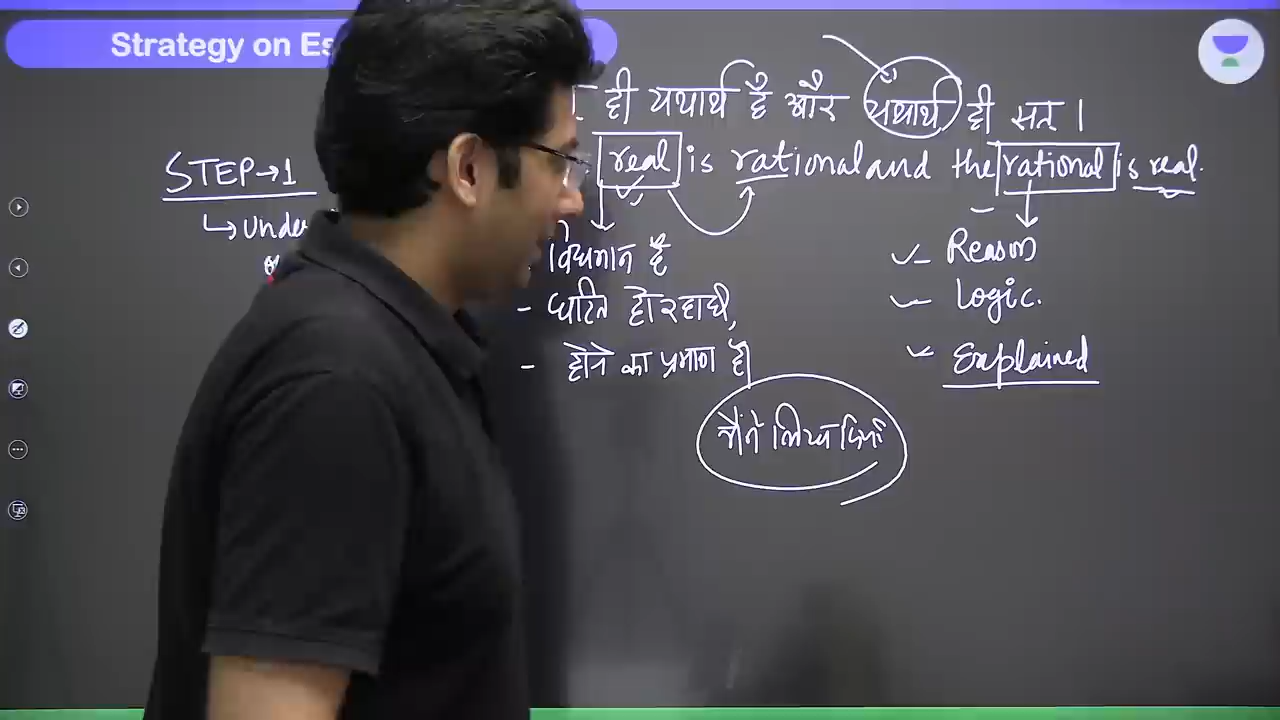 Strategy on Es
ही यथार्थ है और यथार्थ ही सत् ।
STEP→1
real is rational and the rational is real.
↳ Unde
विद्यमान है
✓- Reason
- घटित हो रहा हो,
✓- Logic.
- होने का प्रमाण हो
✓- Explained
मैंने